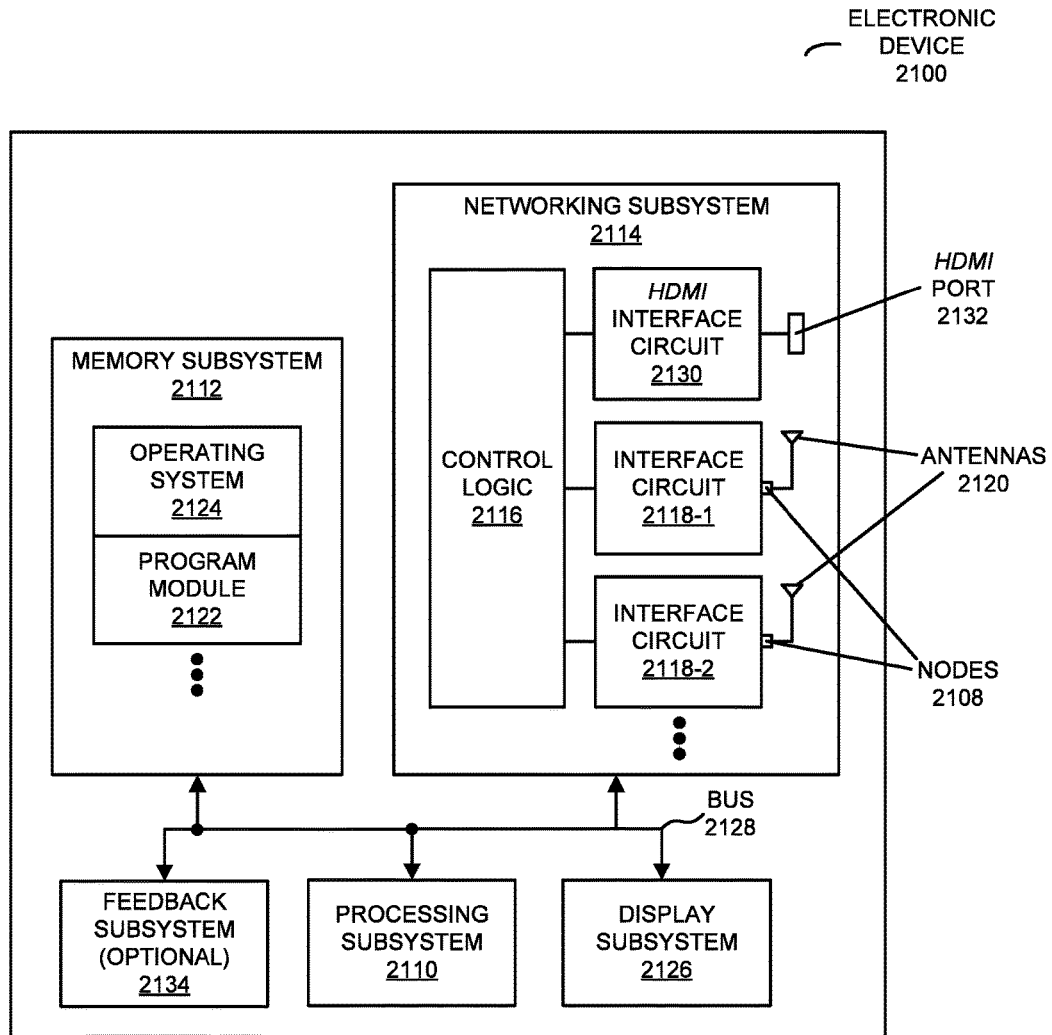 ELECTRONIC
DEVICE
2100
NETWORKING SUBSYSTEM
2114
HDMI
INTERFACE
CIRCUIT
2130
HDMI
PORT
2132
MEMORY SUBSYSTEM
2112
OPERATING
SYSTEM
2124
PROGRAM
MODULE
2122
CONTROL
LOGIC
2116
INTERFACE
CIRCUIT
2118-1
ANTENNAS
2120
INTERFACE
CIRCUIT
2118-2
NODES
2108
BUS
2128
FEEDBACK
SUBSYSTEM
(OPTIONAL)
2134
PROCESSING
SUBSYSTEM
2110
DISPLAY
SUBSYSTEM
2126